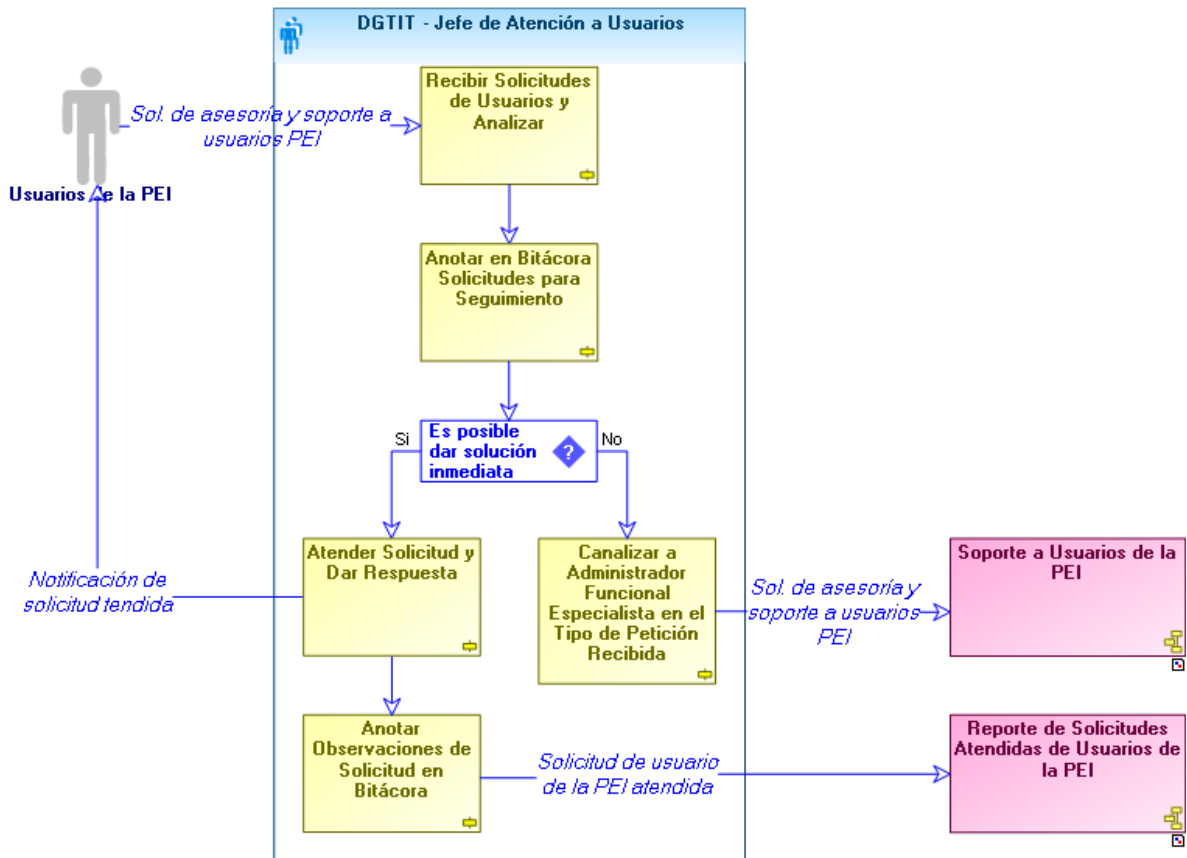 DGTIT - Jefe de Atención a Usuarios
Recibir Solicitudes
de Usuarios y
Analizar
Sol. de asesoría y soporte a
usuarios PEI
Usuarios de la PEI
Anotar en Bitácora
Solicitudes para
Seguimiento
Si
Es posible
dar solución
inmediata
?
No
Atender Solicitud y
Dar Respuesta
Notificación de
solicitud tendida
Canalizar a
Administrador
Funcional
Especialista en el
Tipo de Petición
Recibida
Sol. de asesoría y
soporte a usuarios
PEI
Soporte a Usuarios de la
PEI
Anotar
Observaciones de
Solicitud en
Bitácora
Solicitud de usuario
de la PEI atendida
Reporte de Solicitudes
Atendidas de Usuarios de
la PEI